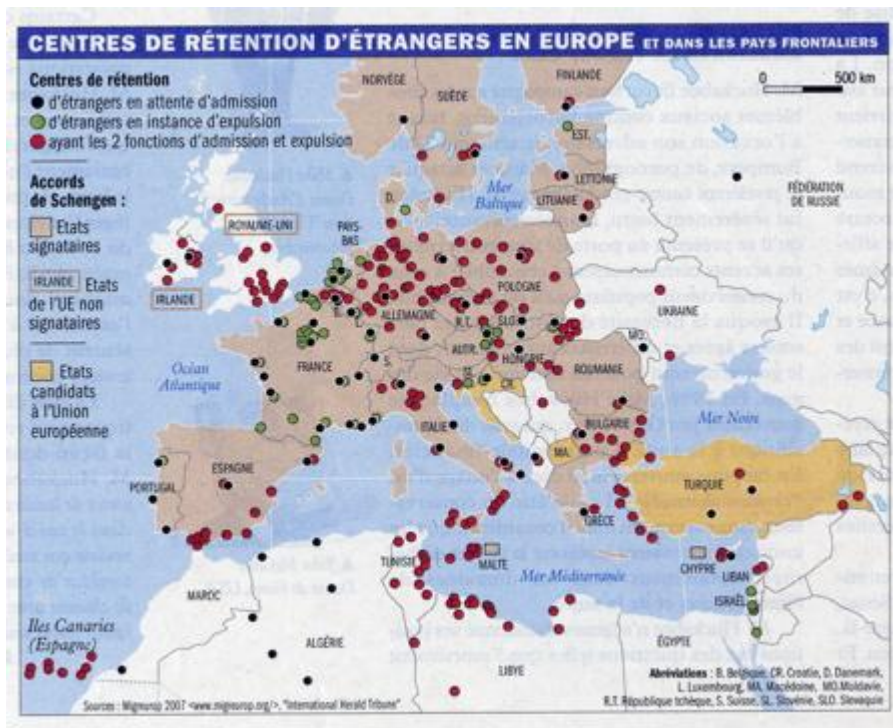 CENTRES DE RÉTENTION D'ÉTRANGERS EN EUROPE ET DANS LES PAYS FRONTALIERS
Centres de rétention
d'étrangers en attente d'admission
d'étrangers en instance d'expulsion
ayant les 2 fonctions d'admission et expulsion
Accords
de Schengen :
Etats
signataires
IRLANDE Etats
de l'UE non
signataires
Etats
candidats
à l'Union
européenne
0 500 km
NORVÈGE
SUÈDE
FINLANDE
EST.
LETTONIE
LITUANIE
FÉDÉRATION
DE RUSSIE
Mer
Baltique
D.
ROYAUME-UNI
IRLANDE
PAYS-
BAS
B.
L.
ALLEMAGNE
POLOGNE
R.T.
SLO.
UKRAINE
MO.
Océan
Atlantique
FRANCE
S.
AUTR.
HONGRIE
SL.
CR.
ROUMANIE
ITALIE
BULGARIE
Mer Noire
MA.
PORTUGAL
ESPAGNE
GRÈCE
TURQUIE
TUNISIE
MALTE
Mer Méditerranée
CHYPRE
LIBAN
ISRAËL
MAROC
ALGÉRIE
LIBYE
ÉGYPTE
Iles Canaries
(Espagne)
Sources : Migreurop 2007 <www.migreurop.org/>, "International Herald Tribune"
Abréviations : B. Belgique, CR. Croatie, D. Danemark,
L. Luxembourg, MA. Macédoine, MO.Moldavie,
R.T. République tchèque, S. Suisse, SL. Slovénie, SLO. Slovaquie